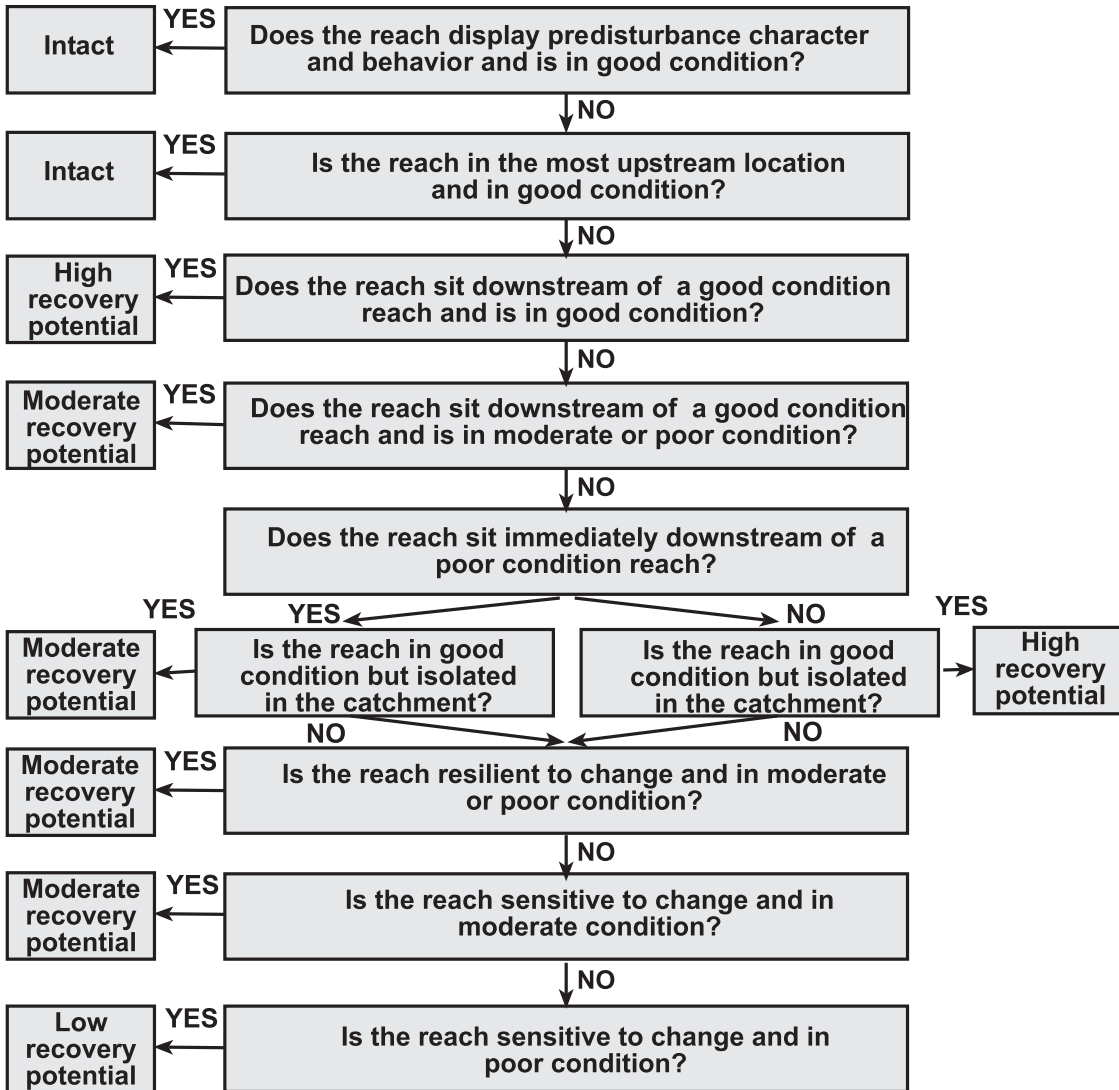 YES
Intact
Does the reach display predisturbance character
and behavior and is in good condition?
NO
YES
Intact
Is the reach in the most upstream location
and in good condition?
NO
High
recovery
potential
YES
Does the reach sit downstream of a good condition
reach and is in good condition?
NO
Moderate
recovery
potential
YES
Does the reach sit downstream of a good condition
reach and is in moderate or poor condition?
NO
Does the reach sit immediately downstream of a
poor condition reach?
YES
YES
NO
YES
Moderate
recovery
potential
Is the reach in good
condition but isolated
in the catchment?
Is the reach in good
condition but isolated
in the catchment?
High
recovery
potential
NO
NO
Moderate
recovery
potential
YES
Is the reach resilient to change and in moderate
or poor condition?
NO
Moderate
recovery
potential
YES
Is the reach sensitive to change and in
moderate condition?
NO
Low
recovery
potential
YES
Is the reach sensitive to change and in
poor condition?